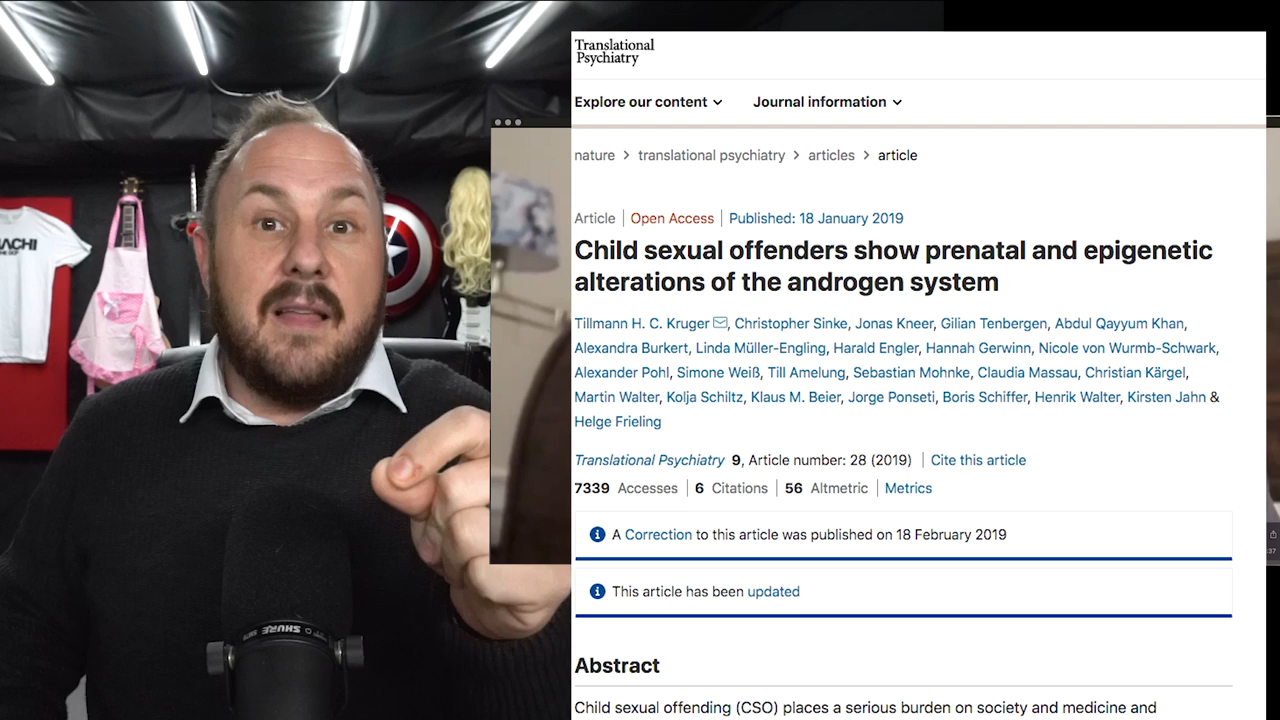 Translational
Psychiatry
Explore our content
Journal information
nature > translational psychiatry > articles > article
Article | Open Access | Published: 18 January 2019
Child sexual offenders show prenatal and epigenetic
alterations of the androgen system
Tillmann H. C. Kruger, Christopher Sinke, Jonas Kneer, Gilian Tenbergen, Abdul Qayyum Khan,
Alexandra Burkert, Linda Müller-Engling, Harald Engler, Hannah Gerwinn, Nicole von Wurmb-Schwark,
Alexander Pohl, Simone Weiß, Till Amelung, Sebastian Mohnke, Claudia Massau, Christian Kärgel,
Martin Walter, Kolja Schiltz, Klaus M. Beier, Jorge Ponseti, Boris Schiffer, Henrik Walter, Kirsten Jahn &
Helge Frieling
Translational Psychiatry 9, Article number: 28 (2019) | Cite this article
7339 Accesses | 6 Citations | 56 Altmetric | Metrics
A Correction to this article was published on 18 February 2019
This article has been updated
Abstract
Child sexual offending (CSO) places a serious burden on society and medicine and
SHURE